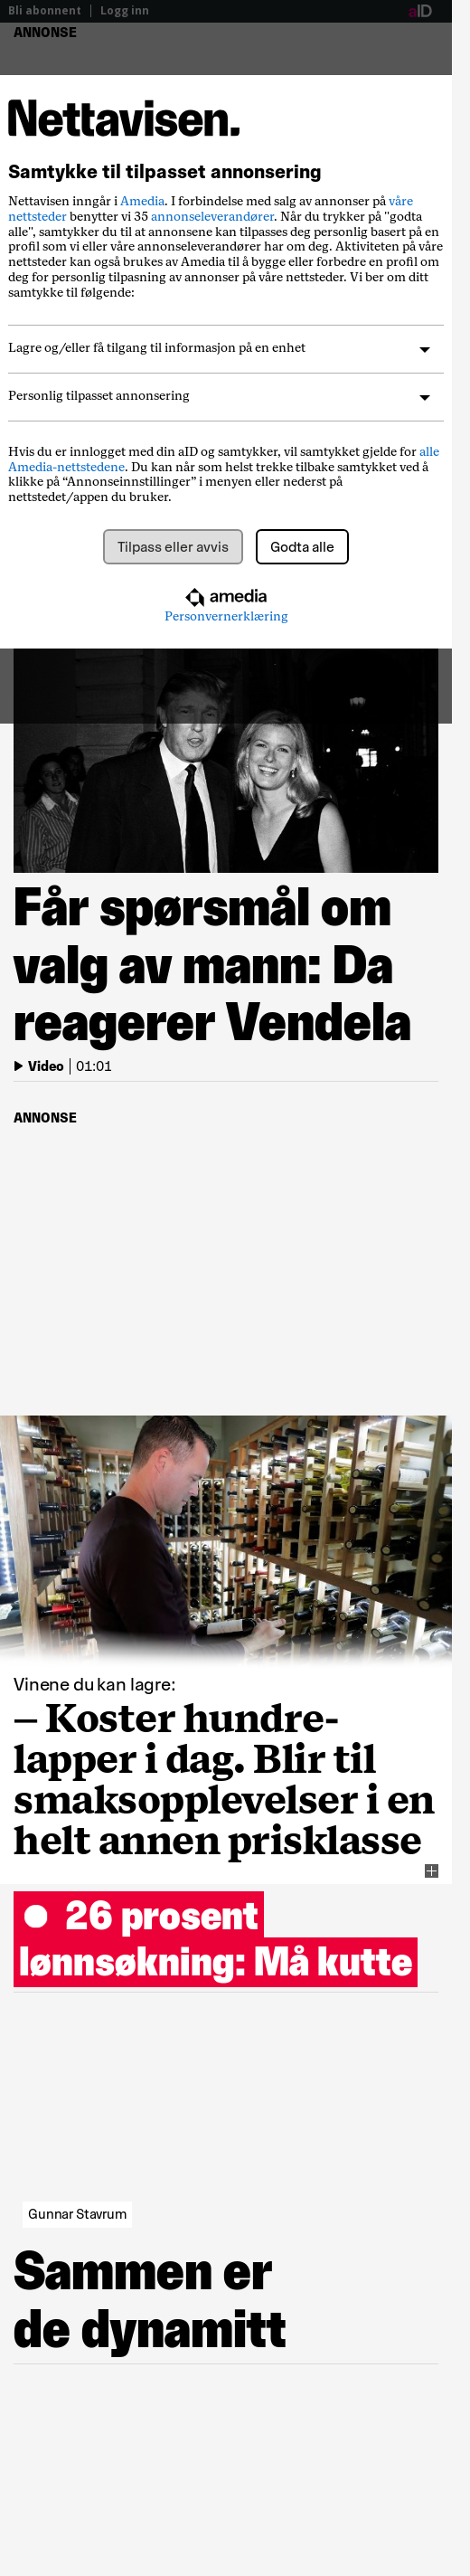 Bli abonnent | Logg inn aID
ANNONSE
Nettavisen.
Samtykke til tilpasset annonsering
Nettavisen inngår i Amedia. I forbindelse med salg av annonser på våre
nettsteder benytter vi 35 annonseleverandører. Når du trykker på "godta
alle", samtykker du til at annonsene kan tilpasses deg personlig basert på en
profil som vi eller våre annonseleverandører har om deg. Aktiviteten på våre
nettsteder kan også brukes av Amedia til å bygge eller forbedre en profil om
deg for personlig tilpasning av annonser på våre nettsteder. Vi ber om ditt
samtykke til følgende:
Lagre og/eller få tilgang til informasjon på en enhet
Personlig tilpasset annonsering
Hvis du er innlogget med din aID og samtykker, vil samtykket gjelde for alle
Amedia-nettstedene. Du kan når som helst trekke tilbake samtykket ved å
klikke på “Annonseinnstillinger” i menyen eller nederst på
nettstedet/appen du bruker.
Tilpass eller avvis Godta alle
amedia
Personvernerklæring
Får spørsmål om
valg av mann: Da
reagerer Vendela
Video | 01:01
ANNONSE
Vinene du kan lagre:
– Koster hundre-
lapper i dag. Blir til
smaksopplevelser i en
helt annen prisklasse
26 prosent
lønnsøkning: Må kutte
Gunnar Stavrum
Sammen er
de dynamitt